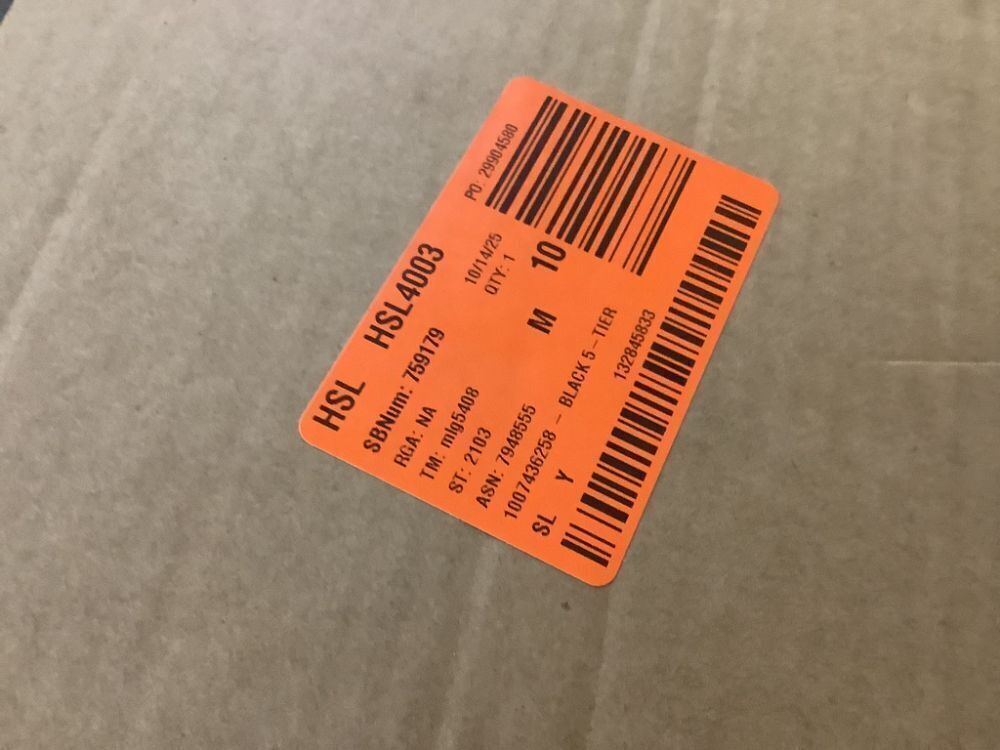 HSL HSL4003
SBNum: 759179
RGA: NA 10/14/25 PO: 29904580
TM: mlg5408 QTY: 1
ST: 2103
ASN: 7948555 M 10
1007436258 - BLACK 5-TIER
SL Y
132845833